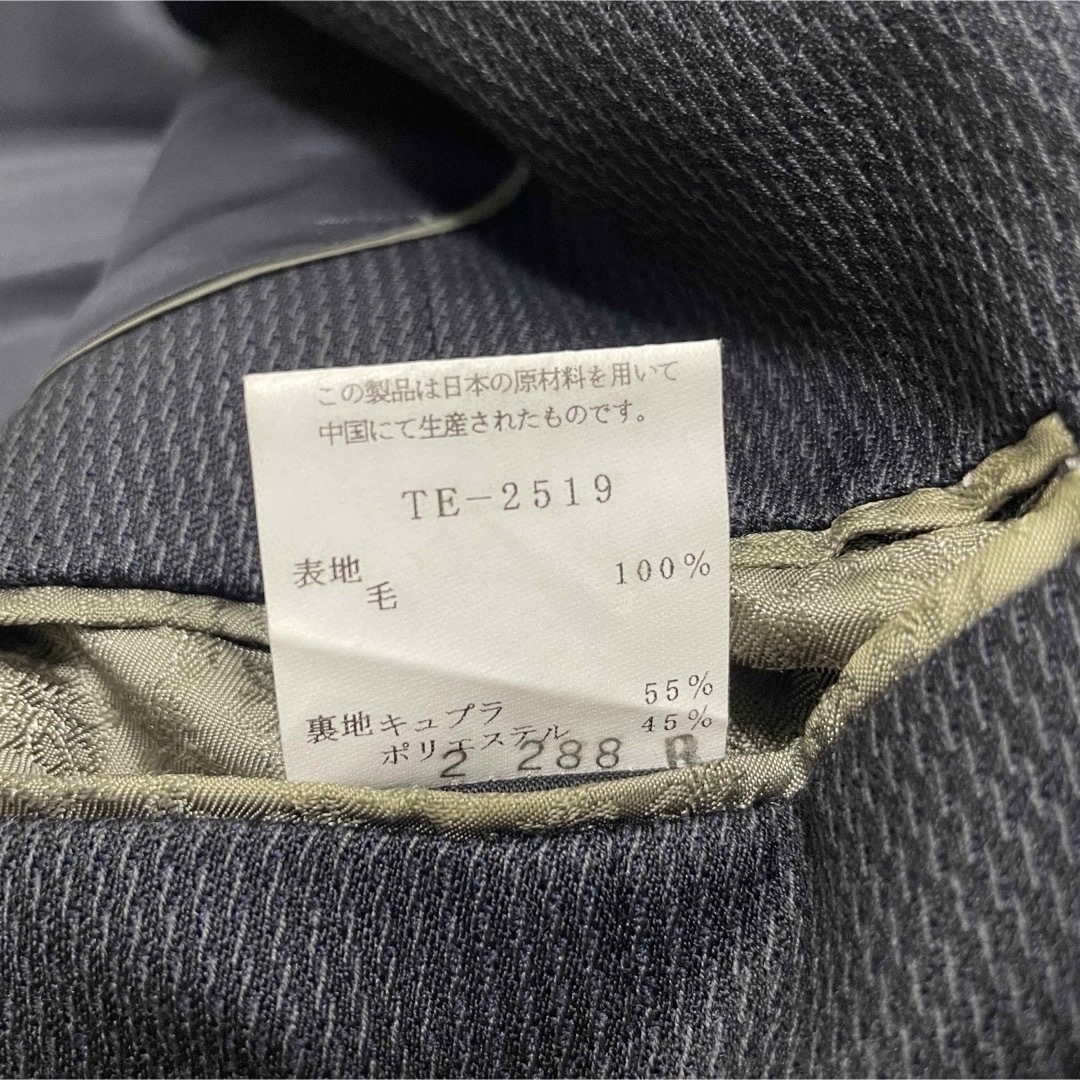 この製品は日本の原材料を用いて
中国にて生産されたものです。
TE-2519
表地
毛 100%
裏地キュプラ 55%
ポリエステル 45%
2 288 R